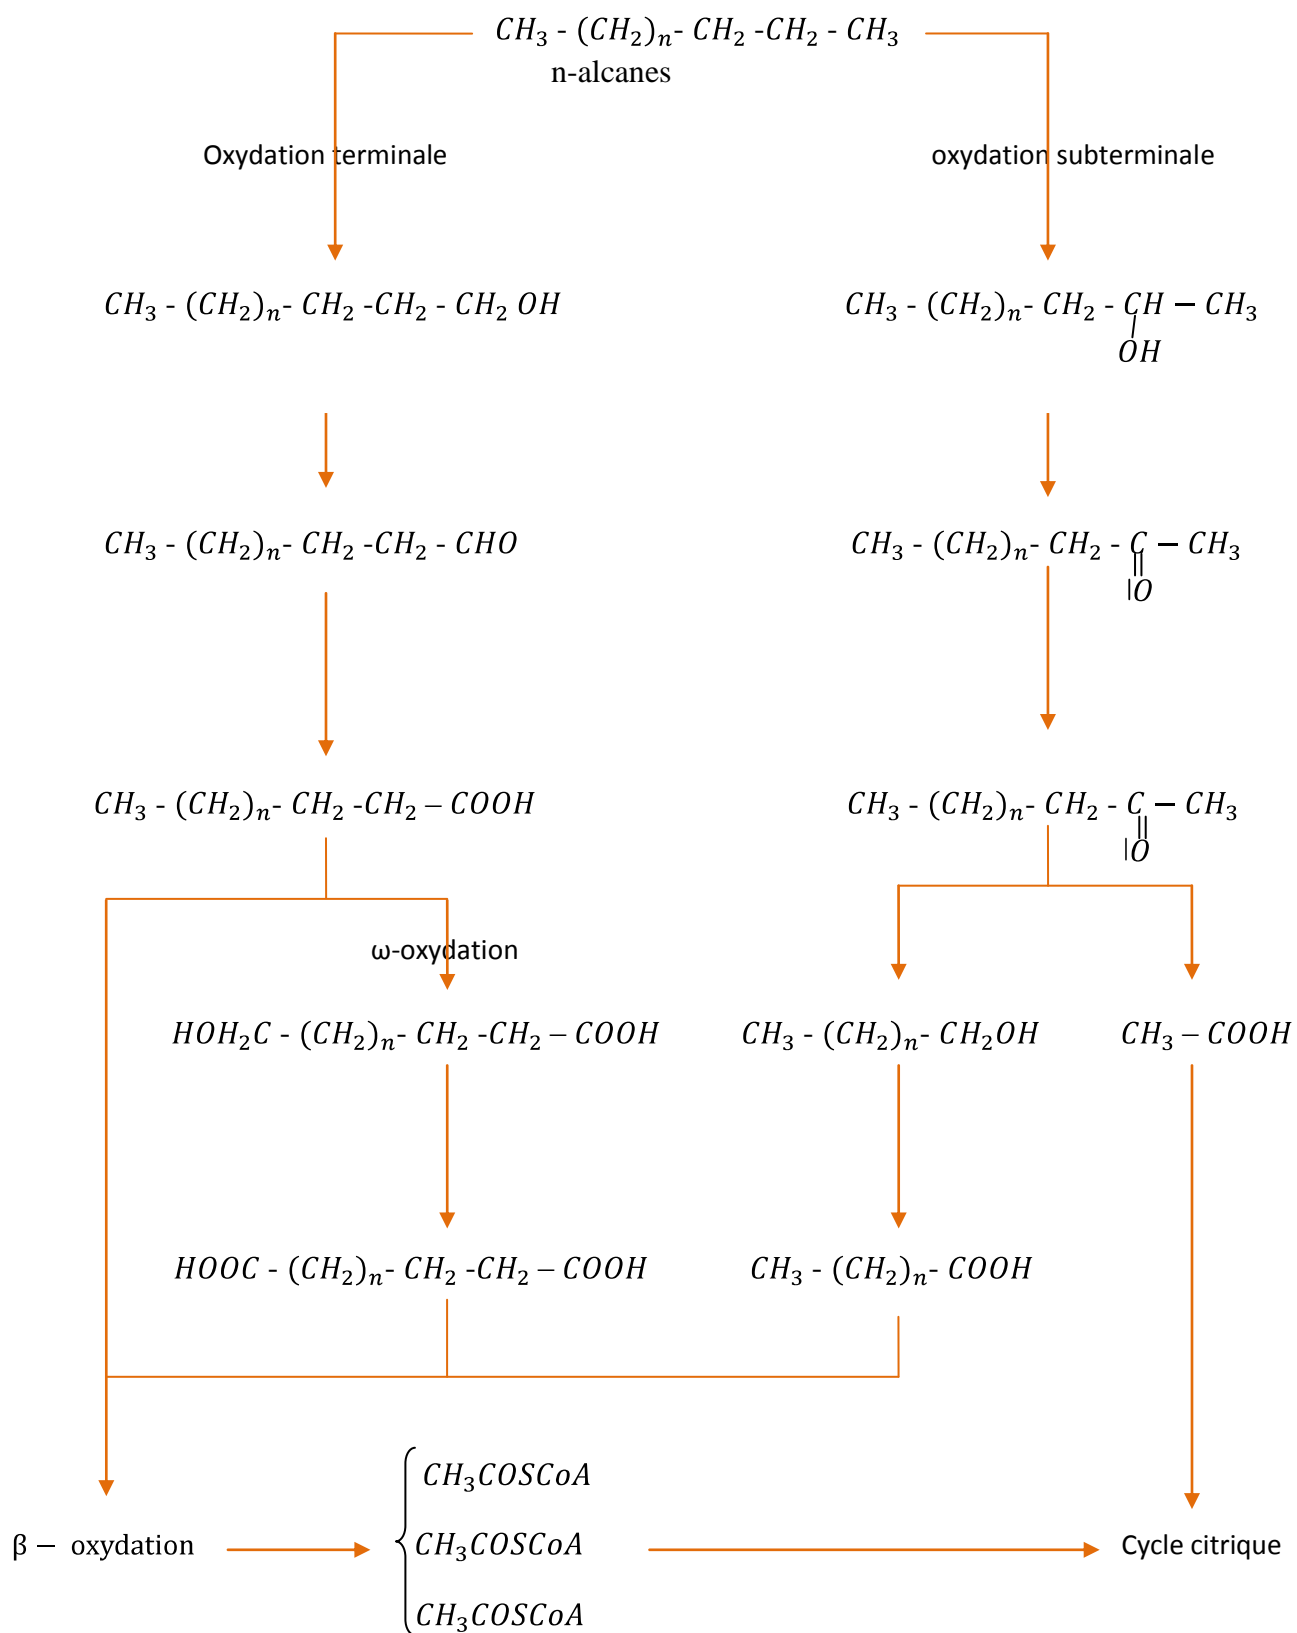 CH₃ - (CH₂)ₙ- CH₂ -CH₂ - CH₃
n-alcanes
Oxydation terminale
oxydation subterminale
CH₃ - (CH₂)ₙ- CH₂ -CH₂ - CH₂ OH
CH₃ - (CH₂)ₙ- CH₂ - CH − CH₃
OH
CH₃ - (CH₂)ₙ- CH₂ -CH₂ - CHO
CH₃ - (CH₂)ₙ- CH₂ - C − CH₃
|O
CH₃ - (CH₂)ₙ- CH₂ -CH₂ – COOH
CH₃ - (CH₂)ₙ- CH₂ - C − CH₃
|O
ω-oxydation
HOH₂C - (CH₂)ₙ- CH₂ -CH₂ – COOH
CH₃ - (CH₂)ₙ- CH₂OH
CH₃ – COOH
HOOC - (CH₂)ₙ- CH₂ -CH₂ – COOH
CH₃ - (CH₂)ₙ- COOH
CH₃COSCoA
β − oxydation
CH₃COSCoA
Cycle citrique
CH₃COSCoA